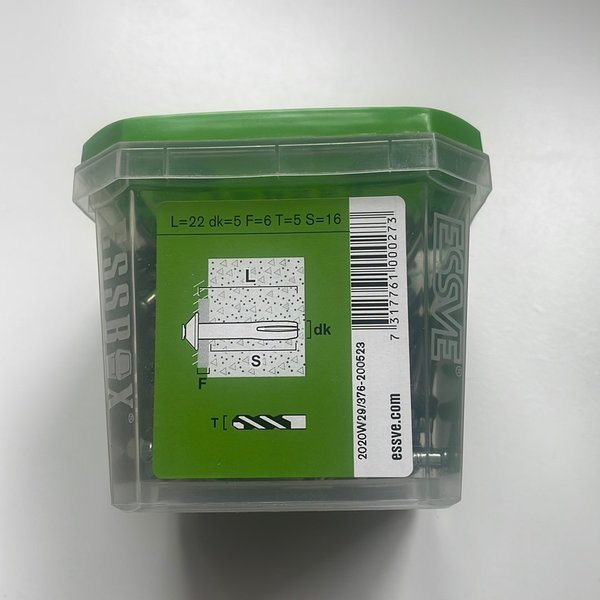 L=22 dk=5 F=6 T=5 S=16
L
dk
S
F
T
7 317761 000273
2020W29/376-200523
essve.com
ESSBOX®
ESSVE®